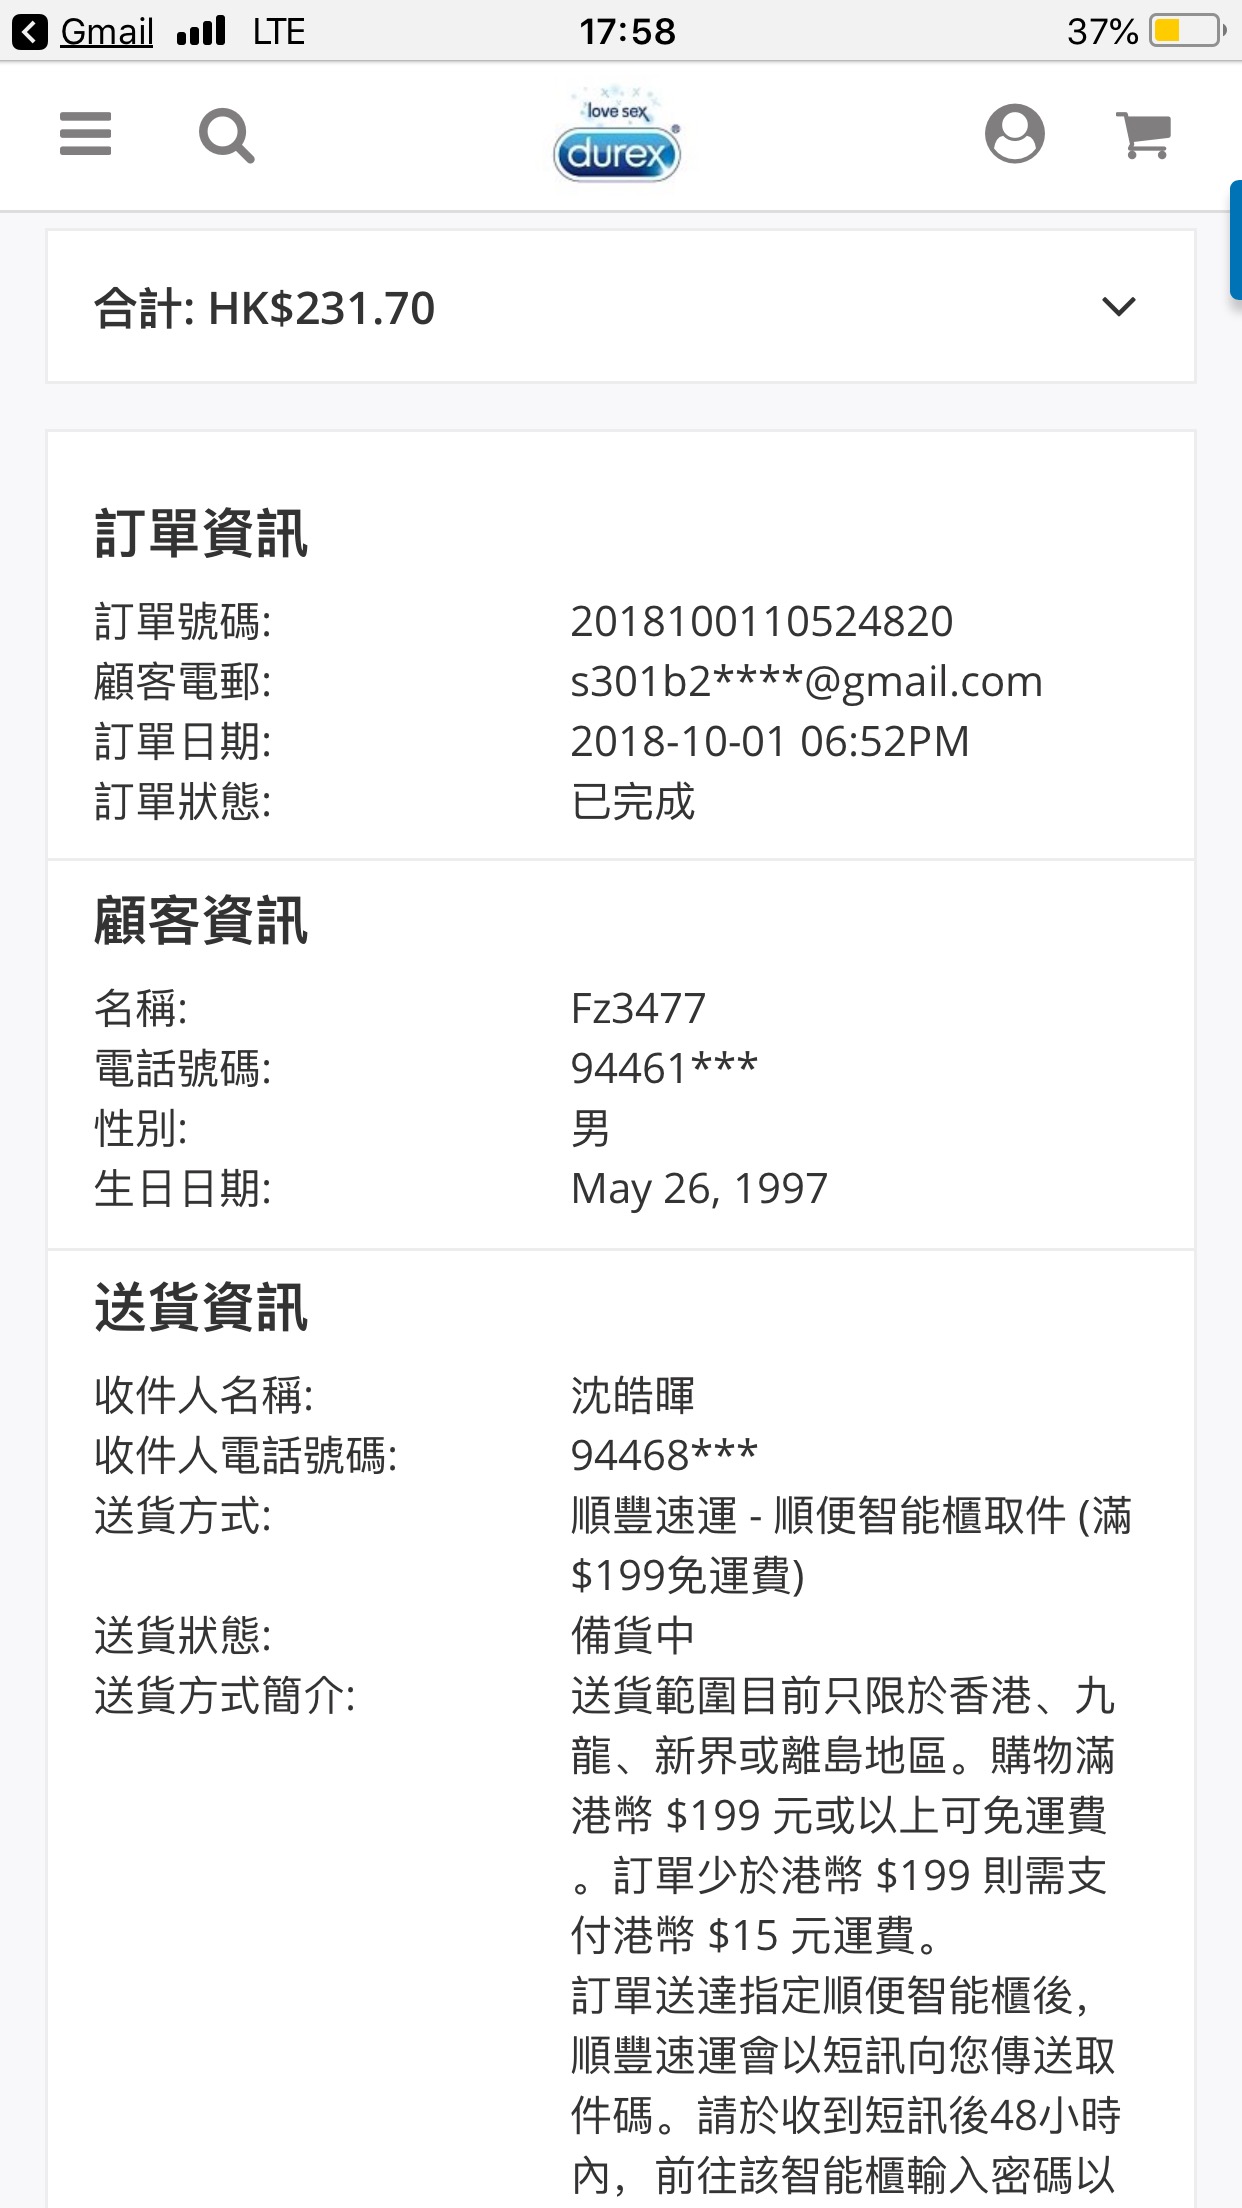 Gmail LTE 17:58 37%
love sex
durex®
合計: HK$231.70
訂單資訊
訂單號碼: 2018100110524820
顧客電郵: s301b2****@gmail.com
訂單日期: 2018-10-01 06:52PM
訂單狀態: 已完成
顧客資訊
名稱: Fz3477
電話號碼: 94461***
性別: 男
生日日期: May 26, 1997
送貨資訊
收件人名稱: 沈皓暉
收件人電話號碼: 94468***
送貨方式: 順豐速運 - 順便智能櫃取件 (滿
$199免運費)
送貨狀態: 備貨中
送貨方式簡介: 送貨範圍目前只限於香港、九
龍、新界或離島地區。購物滿
港幣 $199 元或以上可免運費
。訂單少於港幣 $199 則需支
付港幣 $15 元運費。
訂單送達指定順便智能櫃後,
順豐速運會以短訊向您傳送取
件碼。請於收到短訊後48小時
內，前往該智能櫃輸入密碼以